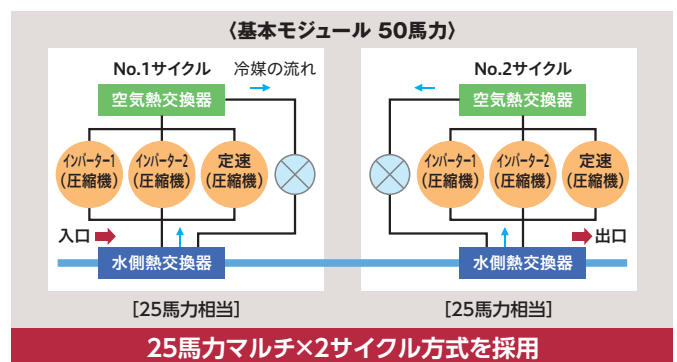 〈基本モジュール 50馬力〉
No.1サイクル
冷媒の流れ
空気熱交換器
インバーター1
(圧縮機)
インバーター2
(圧縮機)
定速
(圧縮機)
入口
水側熱交換器
[25馬力相当]
No.2サイクル
空気熱交換器
インバーター1
(圧縮機)
インバーター2
(圧縮機)
定速
(圧縮機)
出口
水側熱交換器
[25馬力相当]
25馬力マルチ×2サイクル方式を採用